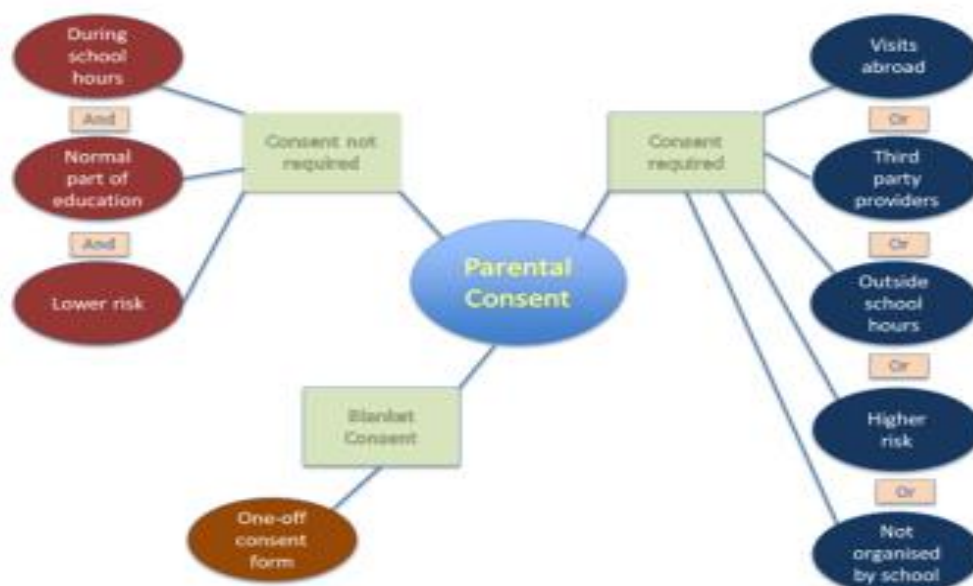 During
school
hours
And
Normal
part of
education
And
Lower risk
Consent not
required
Parental
Consent
Blanket
Consent
One-off
consent
form
Consent
required
Visits
abroad
Or
Third
party
providers
Or
Outside
school
hours
Or
Higher
risk
Or
Not
organised
by school